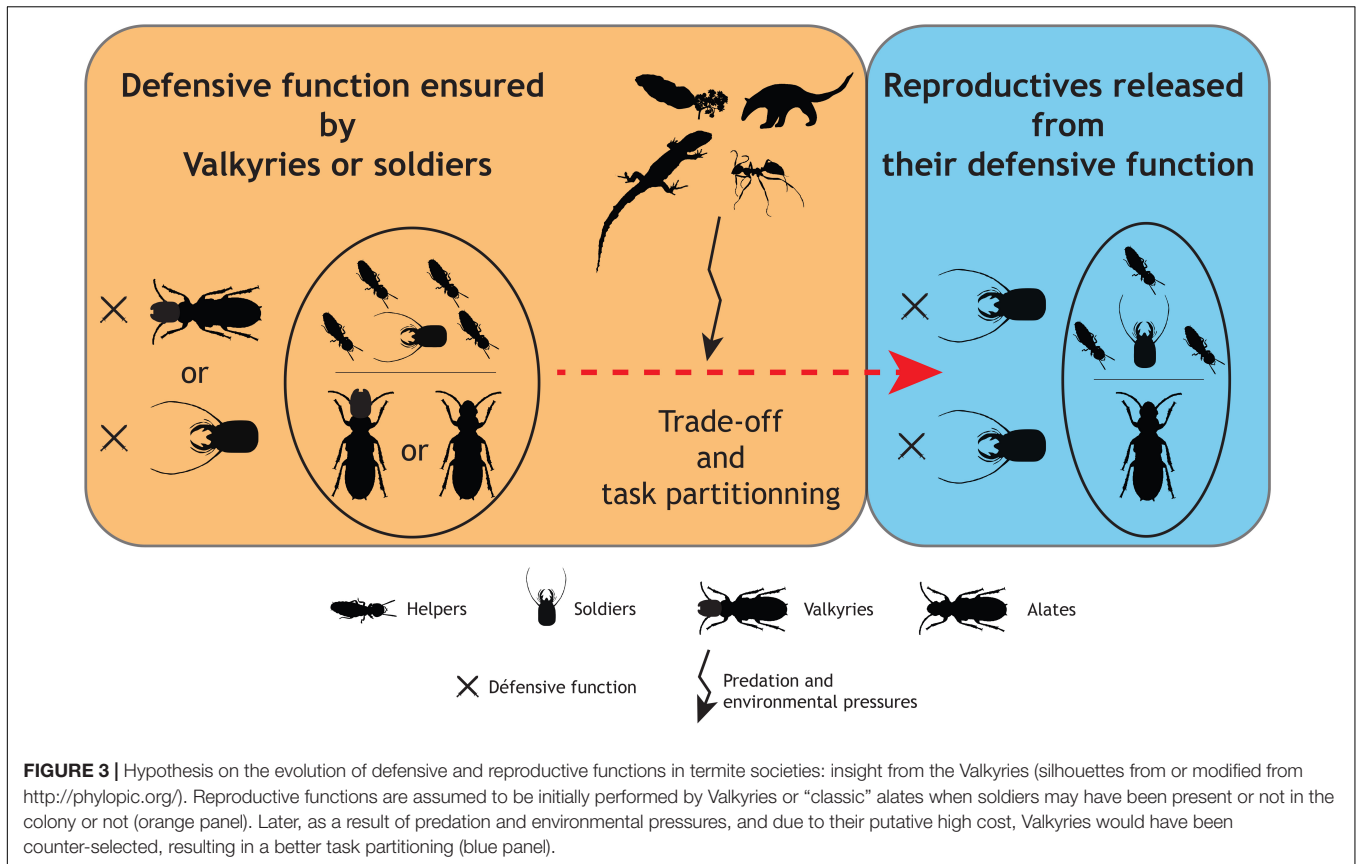 Defensive function ensured
by
Valkyries or soldiers
or
or
Trade-off
and
task partitionning
Reproductives released
from
their defensive function
Helpers
Soldiers
Valkyries
Alates
Défensive function
Predation and
environmental pressures
FIGURE 3 | Hypothesis on the evolution of defensive and reproductive functions in termite societies: insight from the Valkyries (silhouettes from or modified from
http://phylopic.org/). Reproductive functions are assumed to be initially performed by Valkyries or “classic” alates when soldiers may have been present or not in the
colony or not (orange panel). Later, as a result of predation and environmental pressures, and due to their putative high cost, Valkyries would have been
counter-selected, resulting in a better task partitioning (blue panel).